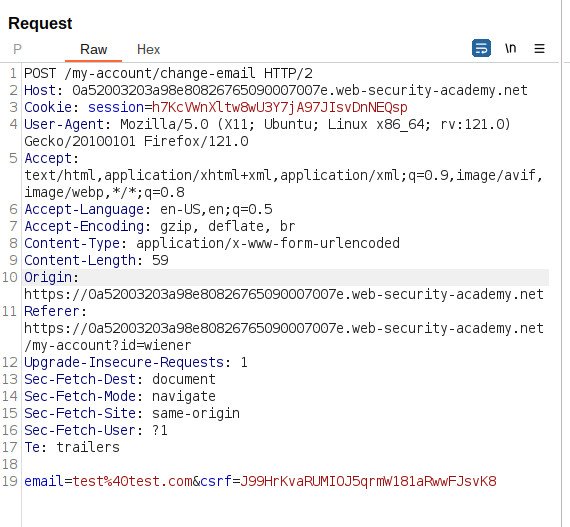 Request
P Raw Hex \n
1 POST /my-account/change-email HTTP/2
2 Host: 0a52003203a98e80826765090007007e.web-security-academy.net
3 Cookie: session=h7KcVWnXltw8wU3Y7jA97JIsvDnNEQsp
4 User-Agent: Mozilla/5.0 (X11; Ubuntu; Linux x86_64; rv:121.0)
Gecko/20100101 Firefox/121.0
5 Accept:
text/html,application/xhtml+xml,application/xml;q=0.9,image/avif,
image/webp,*/*;q=0.8
6 Accept-Language: en-US,en;q=0.5
7 Accept-Encoding: gzip, deflate, br
8 Content-Type: application/x-www-form-urlencoded
9 Content-Length: 59
10 Origin:
https://0a52003203a98e80826765090007007e.web-security-academy.net
11 Referer:
https://0a52003203a98e80826765090007007e.web-security-academy.net
/my-account?id=wiener
12 Upgrade-Insecure-Requests: 1
13 Sec-Fetch-Dest: document
14 Sec-Fetch-Mode: navigate
15 Sec-Fetch-Site: same-origin
16 Sec-Fetch-User: ?1
17 Te: trailers
18
19 email=test%40test.com&csrf=J99HrKvaRUMIOJ5qrmW181aRwwFJsvK8